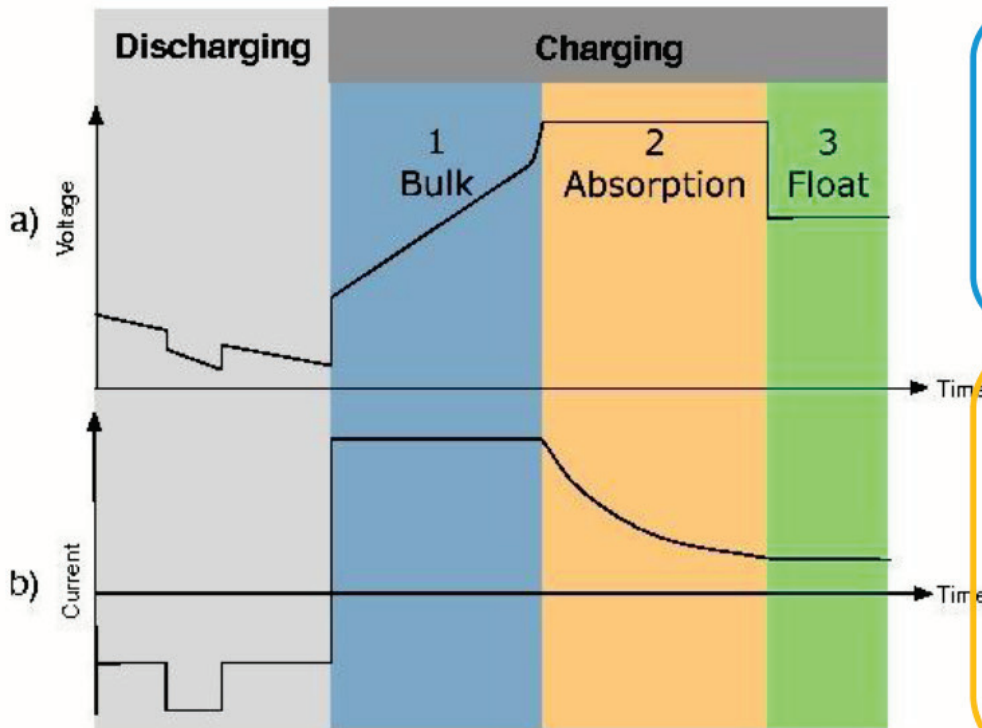 Discharging
Charging
1
Bulk
2
Absorption
3
Float
a)
Voltage
Time
b)
Current
Time